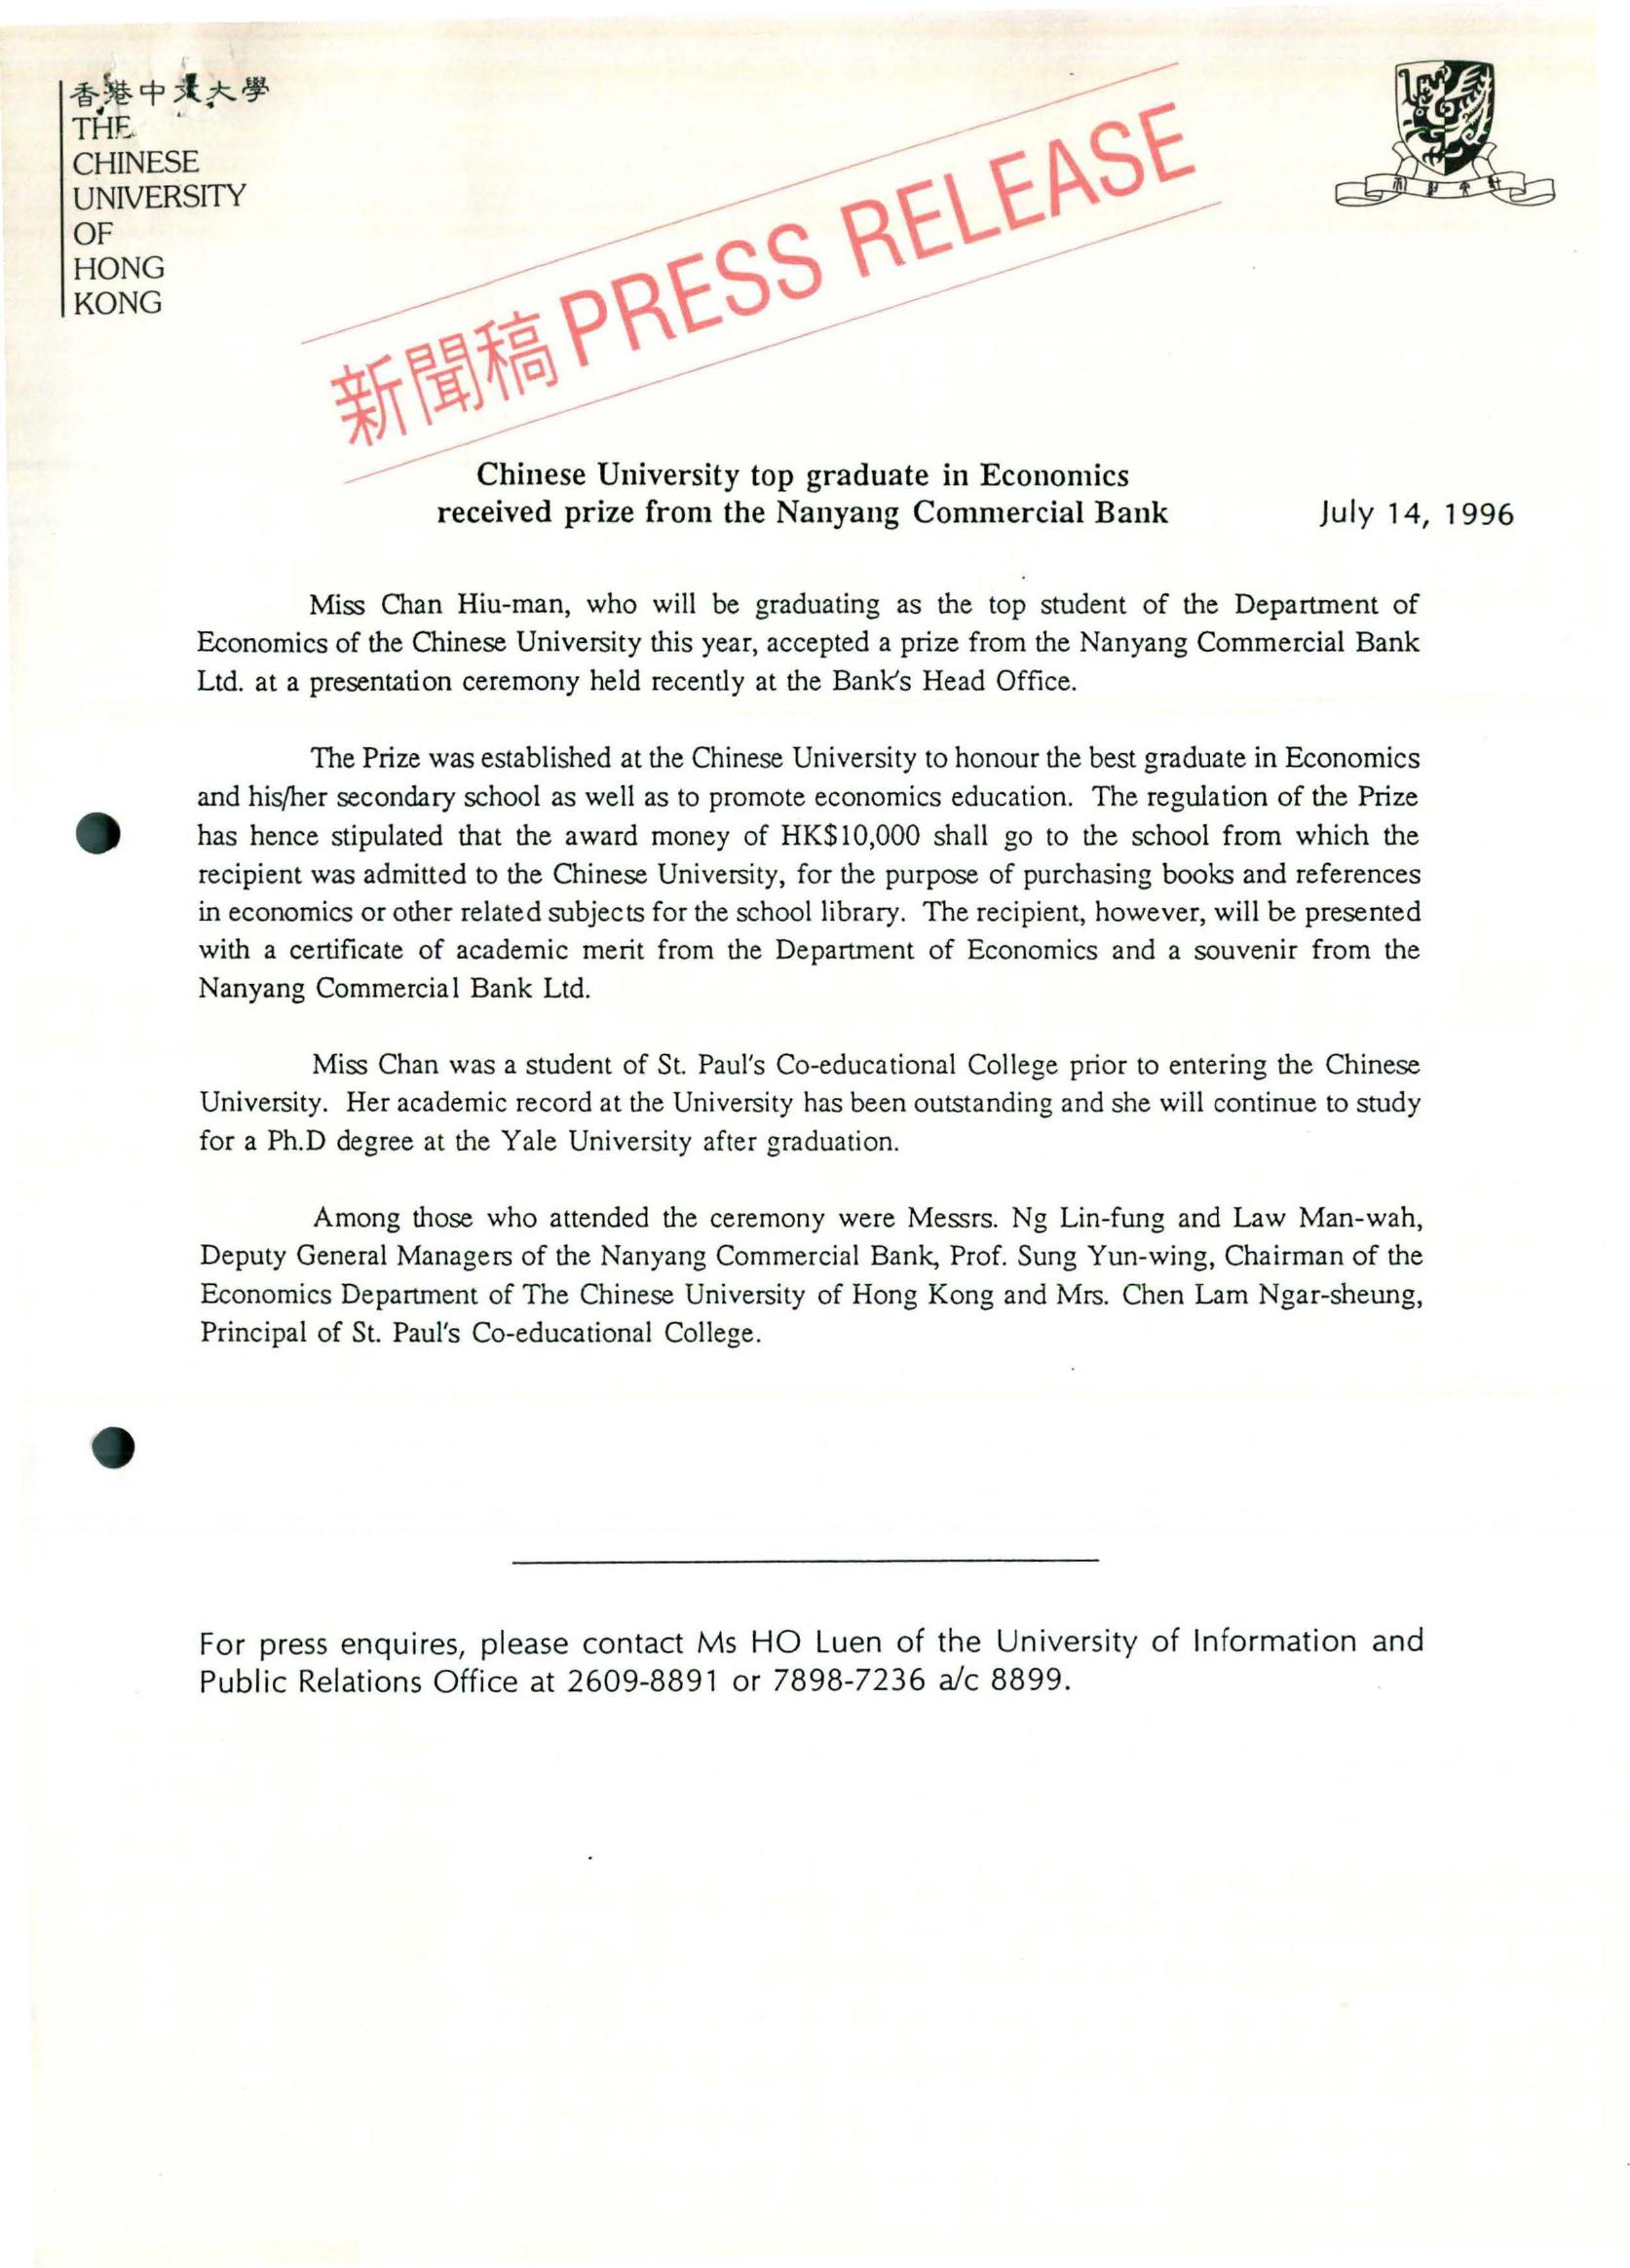 香港中文大學
THE
CHINESE
UNIVERSITY
OF
HONG
KONG
新聞稿 PRESS RELEASE
Chinese University top graduate in Economics
received prize from the Nanyang Commercial Bank
July 14, 1996
Miss Chan Hiu-man, who will be graduating as the top student of the Department of
Economics of the Chinese University this year, accepted a prize from the Nanyang Commercial Bank
Ltd. at a presentation ceremony held recently at the Bank's Head Office.
The Prize was established at the Chinese University to honour the best graduate in Economics
and his/her secondary school as well as to promote economics education. The regulation of the Prize
has hence stipulated that the award money of HK$10,000 shall go to the school from which the
recipient was admitted to the Chinese University, for the purpose of purchasing books and references
in economics or other related subjects for the school library. The recipient, however, will be presented
with a certificate of academic merit from the Department of Economics and a souvenir from the
Nanyang Commercial Bank Ltd.
Miss Chan was a student of St. Paul's Co-educational College prior to entering the Chinese
University. Her academic record at the University has been outstanding and she will continue to study
for a Ph.D degree at the Yale University after graduation.
Among those who attended the ceremony were Messrs. Ng Lin-fung and Law Man-wah,
Deputy General Managers of the Nanyang Commercial Bank, Prof. Sung Yun-wing, Chairman of the
Economics Department of The Chinese University of Hong Kong and Mrs. Chen Lam Ngar-sheung,
Principal of St. Paul's Co-educational College.
For press enquires, please contact Ms HO Luen of the University of Information and
Public Relations Office at 2609-8891 or 7898-7236 a/c 8899.